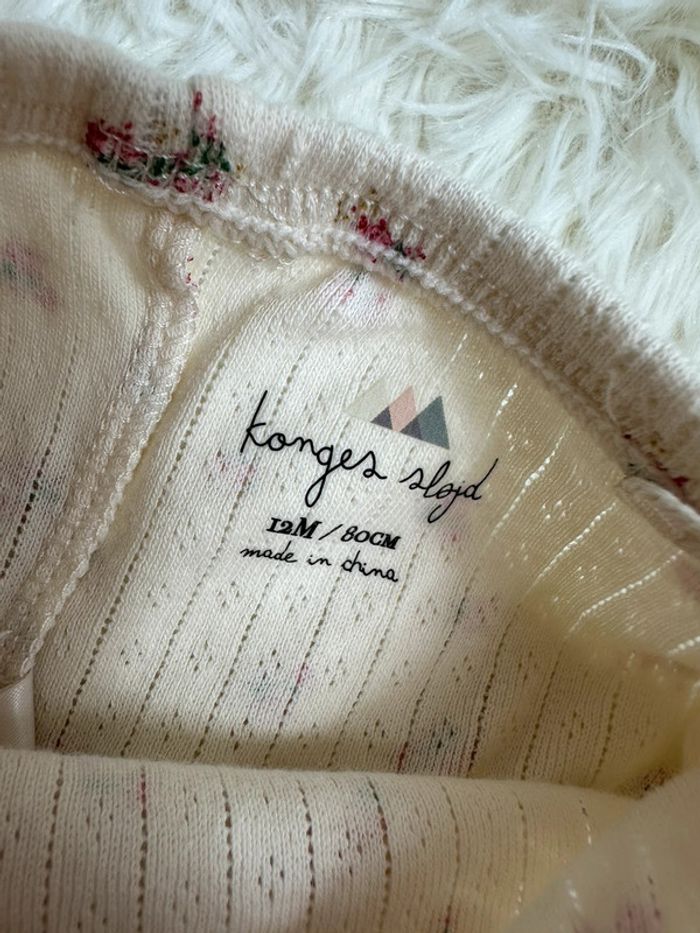 konges sløjd
12M / 80CM
made in china